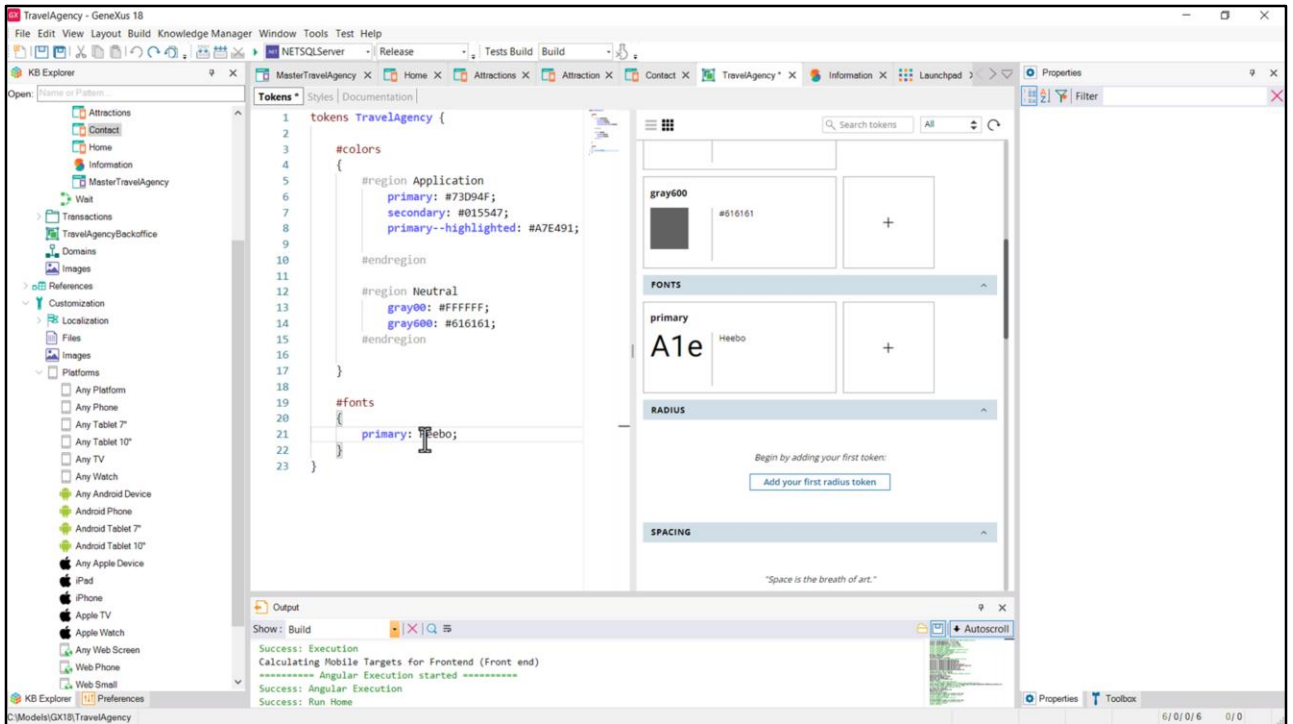 TravelAgency - GeneXus 18
File Edit View Layout Build Knowledge Manager Window Tools Test Help
NETSQLServer Release Tests Build Build
KB Explorer
Open: Name or Pattern
Attractions
Contact
Home
Information
MasterTravelAgency
Wait
Transactions
TravelAgencyBackoffice
Domains
Images
References
Customization
Localization
Files
Images
Platforms
Any Platform
Any Phone
Any Tablet 7"
Any Tablet 10"
Any TV
Any Watch
Any Android Device
Android Phone
Android Tablet 7"
Android Tablet 10"
Any Apple Device
iPad
iPhone
Apple TV
Apple Watch
Any Web Screen
Web Phone
Web Small
KB Explorer Preferences
MasterTravelAgency X Home X Attractions X Attraction X Contact X TravelAgency* X Information X Launchpad
Tokens * Styles Documentation
1 tokens TravelAgency {
2
3 #colors
4 {
5 #region Application
6 primary: #73D94F;
7 secondary: #015547;
8 primary--highlighted: #A7E491;
9
10 #endregion
11
12 #region Neutral
13 gray00: #FFFFFF;
14 gray600: #616161;
15 #endregion
16
17 }
18
19 #fonts
20 {
21 primary: Heebo;
22 }
23 }
Search tokens All
gray600
#616161
+
FONTS
primary
A1e Heebo
+
RADIUS
Begin by adding your first token:
Add your first radius token
SPACING
"Space is the breath of art."
Output
Show: Build Autoscroll
Success: Execution
Calculating Mobile Targets for Frontend (Front end)
========== Angular Execution started ==========
Success: Angular Execution
Success: Run Home
Properties
Filter
Properties Toolbox
C:\Models\GX18\TravelAgency 6/0/0/6 0/0